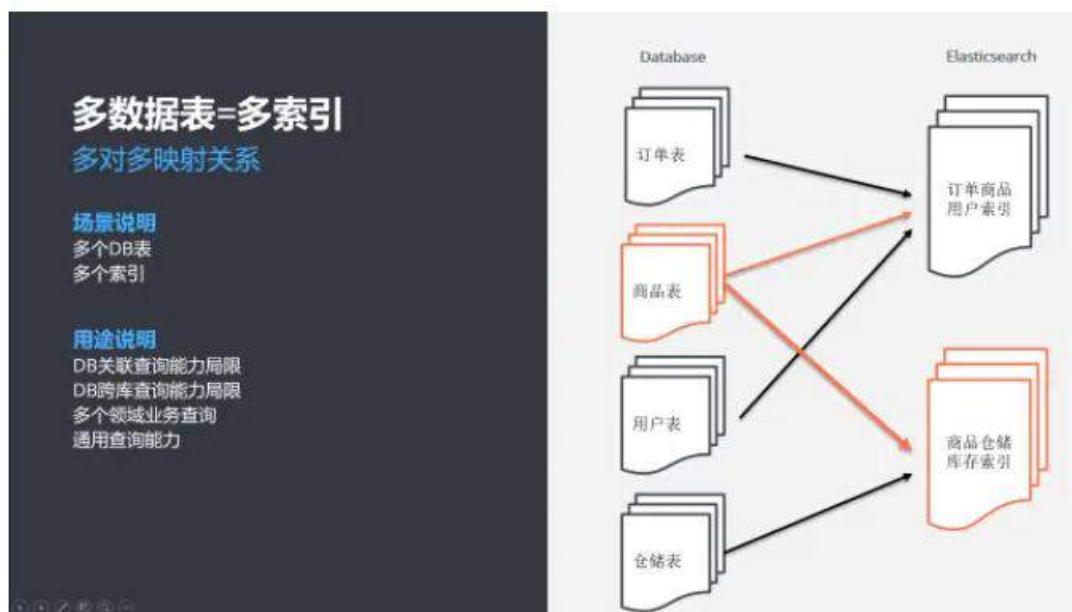 多数据表=多索引
多对多映射关系
场景说明
多个DB表
多个索引
用途说明
DB关联查询能力局限
DB跨库查询能力局限
多个领域业务查询
通用查询能力
Database
Elasticsearch
订单表
商品表
用户表
仓储表
订单商品
用户索引
商品仓储
库存索引